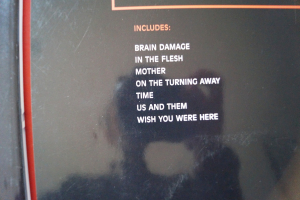 INCLUDES:
BRAIN DAMAGE
IN THE FLESH
MOTHER
ON THE TURNING AWAY
TIME
US AND THEM
WISH YOU WERE HERE